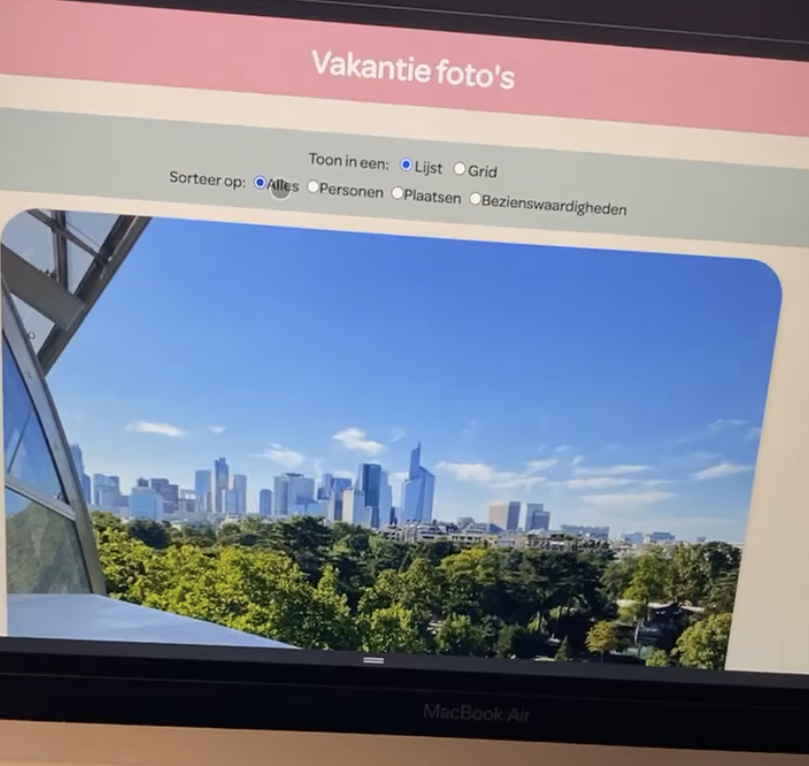 Vakantie foto's
Toon in een: Lijst Grid
Sorteer op: Alles Personen Plaatsen Bezienswaardigheden
MacBook Air